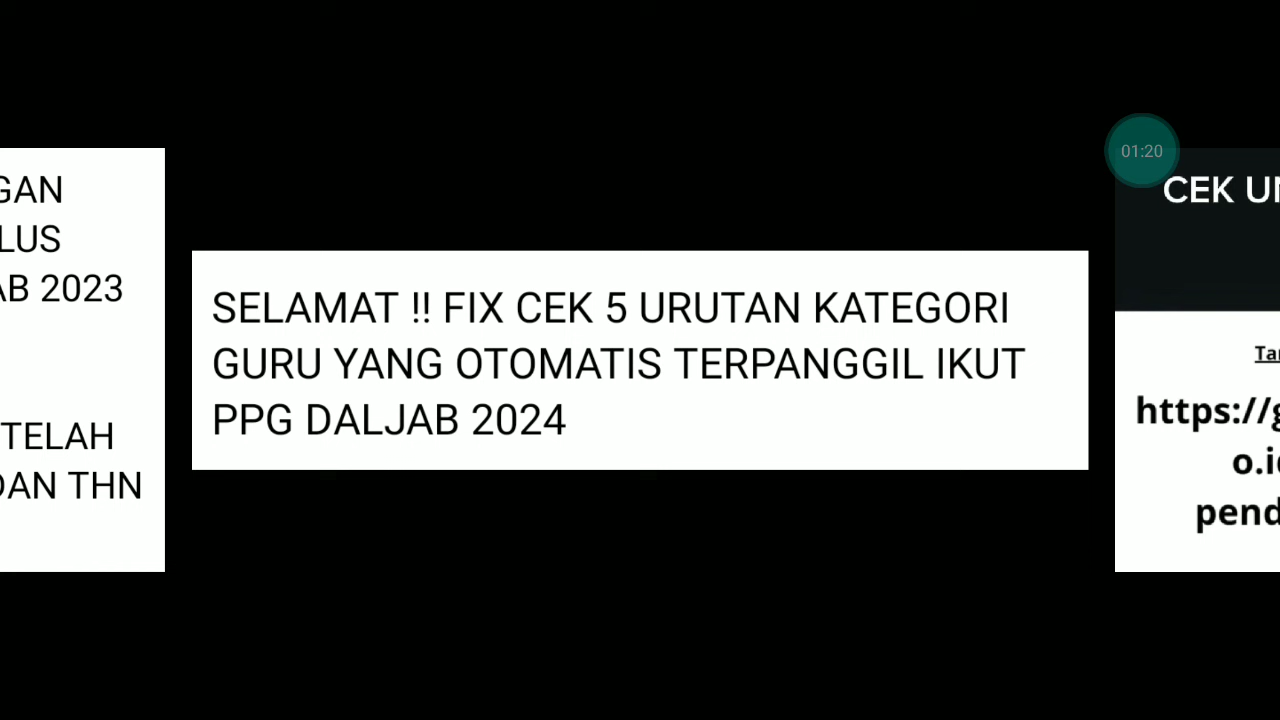 GAN
LUS
AB 2023
TELAH
DAN THN
SELAMAT !! FIX CEK 5 URUTAN KATEGORI
GURU YANG OTOMATIS TERPANGGIL IKUT
PPG DALJAB 2024
01:20
CEK
https://g
o.id
pend